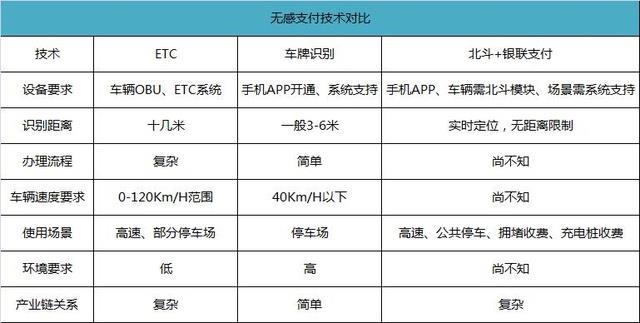 无感支付技术对比
技术 ETC 车牌识别 北斗+银联支付
设备要求 车辆OBU、ETC系统 手机APP开通、系统支持 手机APP、车辆需北斗模块、场景需系统支持
识别距离 十几米 一般3-6米 实时定位，无距离限制
办理流程 复杂 简单 尚不知
车辆速度要求 0-120Km/H范围 40Km/H以下 尚不知
使用场景 高速、部分停车场 停车场 高速、公共停车、拥堵收费、充电桩收费
环境要求 低 高 尚不知
产业链关系 复杂 简单 复杂